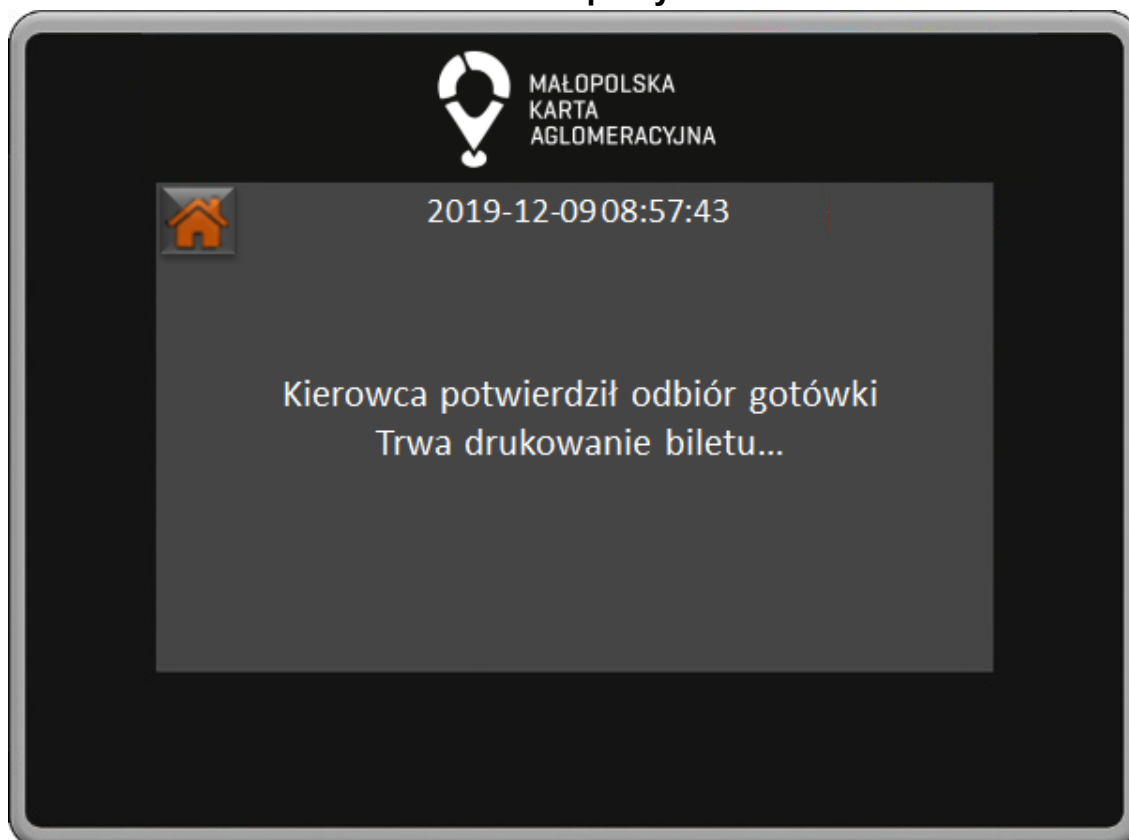 MAŁOPOLSKA
KARTA
AGLOMERACYJNA
2019-12-09 08:57:43
Kierowca potwierdził odbiór gotówki
Trwa drukowanie biletu...